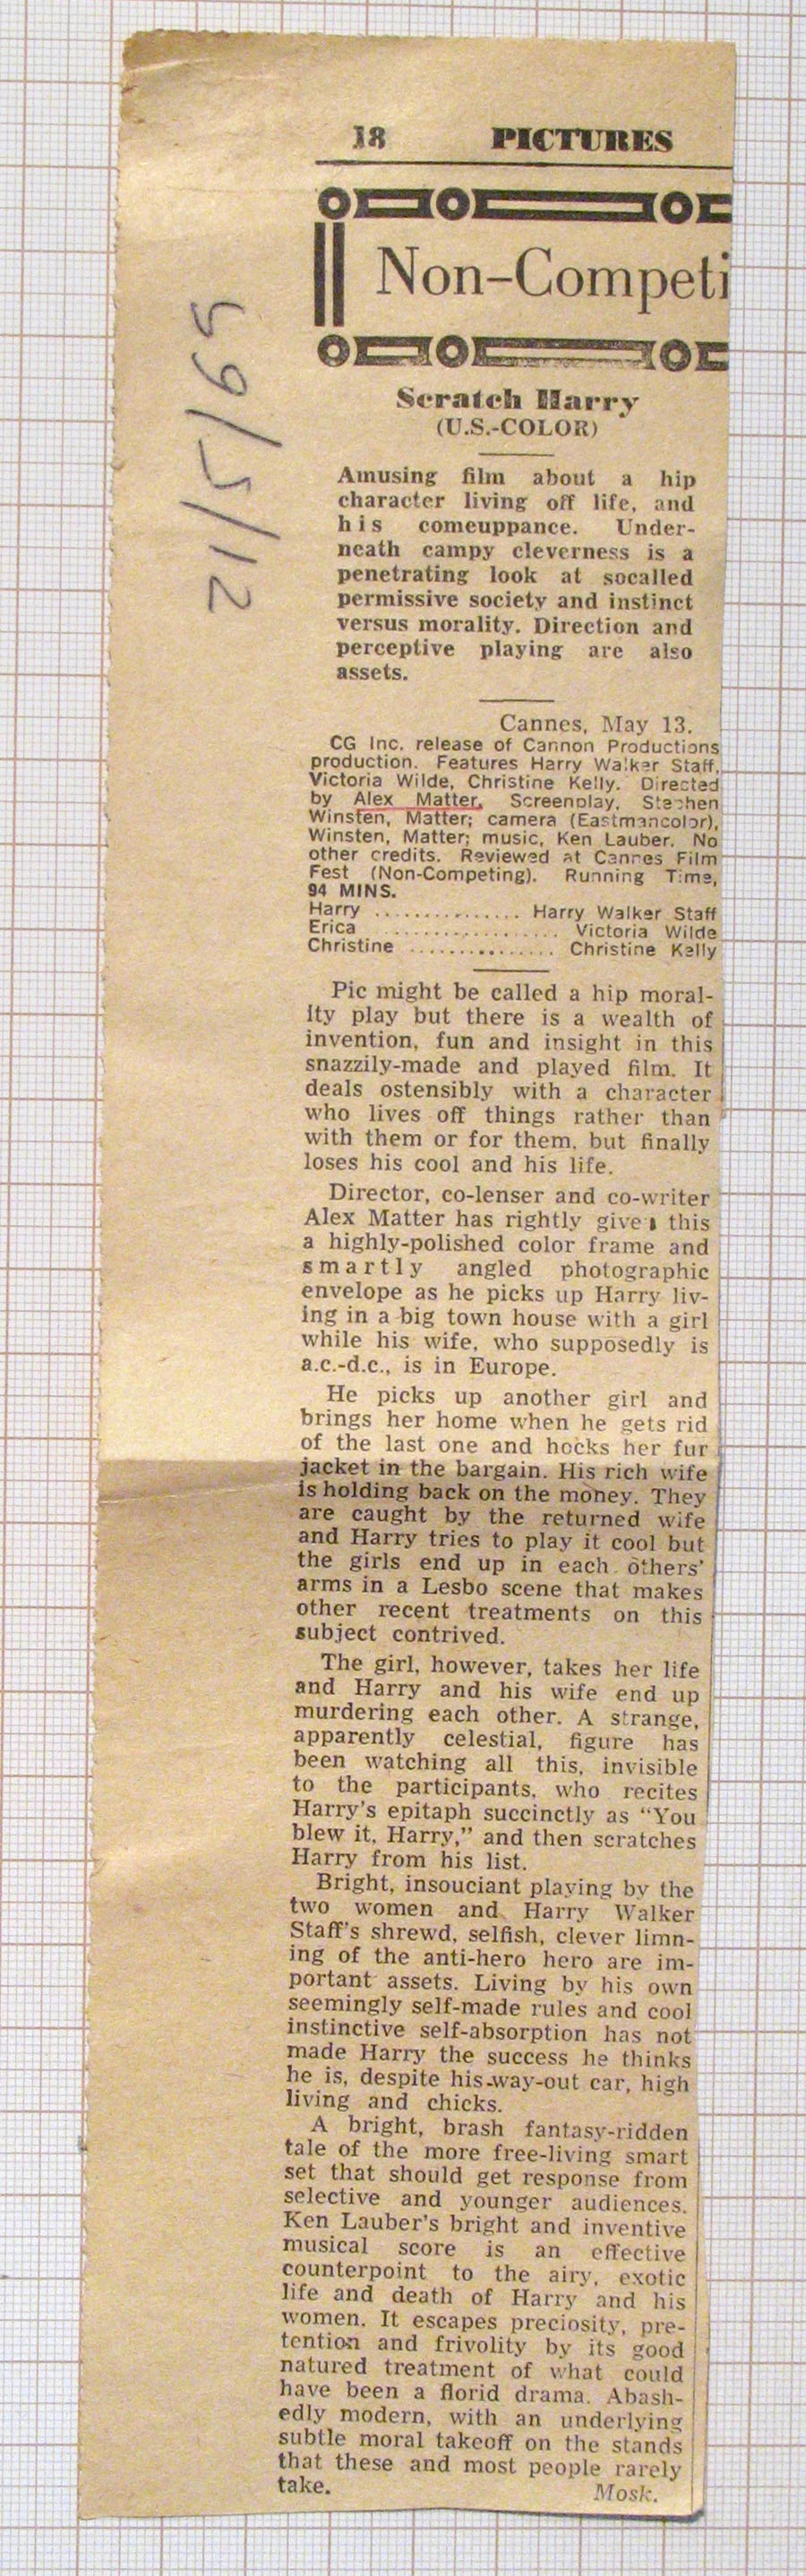 18 PICTURES
Non-Competi
Scratch Harry
(U.S.-COLOR)
Amusing film about a hip
character living off life, and
his comeuppance. Under-
neath campy cleverness is a
penetrating look at socalled
permissive society and instinct
versus morality. Direction and
perceptive playing are also
assets.
Cannes, May 13.
CG Inc. release of Cannon Productions
production. Features Harry Walker Staff,
Victoria Wilde, Christine Kelly. Directed
by Alex Matter. Screenplay, Stephen
Winsten, Matter; camera (Eastmancolor),
Winsten, Matter; music, Ken Lauber. No
other credits. Reviewed at Cannes Film
Fest (Non-Competing). Running Time,
94 MINS.
Harry ............... Harry Walker Staff
Erica .................. Victoria Wilde
Christine ............... Christine Kelly
Pic might be called a hip moral-
ity play but there is a wealth of
invention, fun and insight in this
snazzily-made and played film. It
deals ostensibly with a character
who lives off things rather than
with them or for them, but finally
loses his cool and his life.
Director, co-lenser and co-writer
Alex Matter has rightly given this
a highly-polished color frame and
smartly angled photographic
envelope as he picks up Harry liv-
ing in a big town house with a girl
while his wife, who supposedly is
a.c.-d.c., is in Europe.
He picks up another girl and
brings her home when he gets rid
of the last one and hocks her fur
jacket in the bargain. His rich wife
is holding back on the money. They
are caught by the returned wife
and Harry tries to play it cool but
the girls end up in each others'
arms in a Lesbo scene that makes
other recent treatments on this
subject contrived.
The girl, however, takes her life
and Harry and his wife end up
murdering each other. A strange,
apparently celestial, figure has
been watching all this, invisible
to the participants, who recites
Harry's epitaph succinctly as "You
blew it, Harry," and then scratches
Harry from his list.
Bright, insouciant playing by the
two women and Harry Walker
Staff's shrewd, selfish, clever limn-
ing of the anti-hero hero are im-
portant assets. Living by his own
seemingly self-made rules and cool
instinctive self-absorption has not
made Harry the success he thinks
he is, despite his way-out car, high
living and chicks.
A bright, brash fantasy-ridden
tale of the more free-living smart
set that should get response from
selective and younger audiences.
Ken Lauber's bright and inventive
musical score is an effective
counterpoint to the airy, exotic
life and death of Harry and his
women. It escapes preciosity, pre-
tention and frivolity by its good
natured treatment of what could
have been a florid drama. Abash-
edly modern, with an underlying
subtle moral takeoff on the stands
that these and most people rarely
take. Mosk.